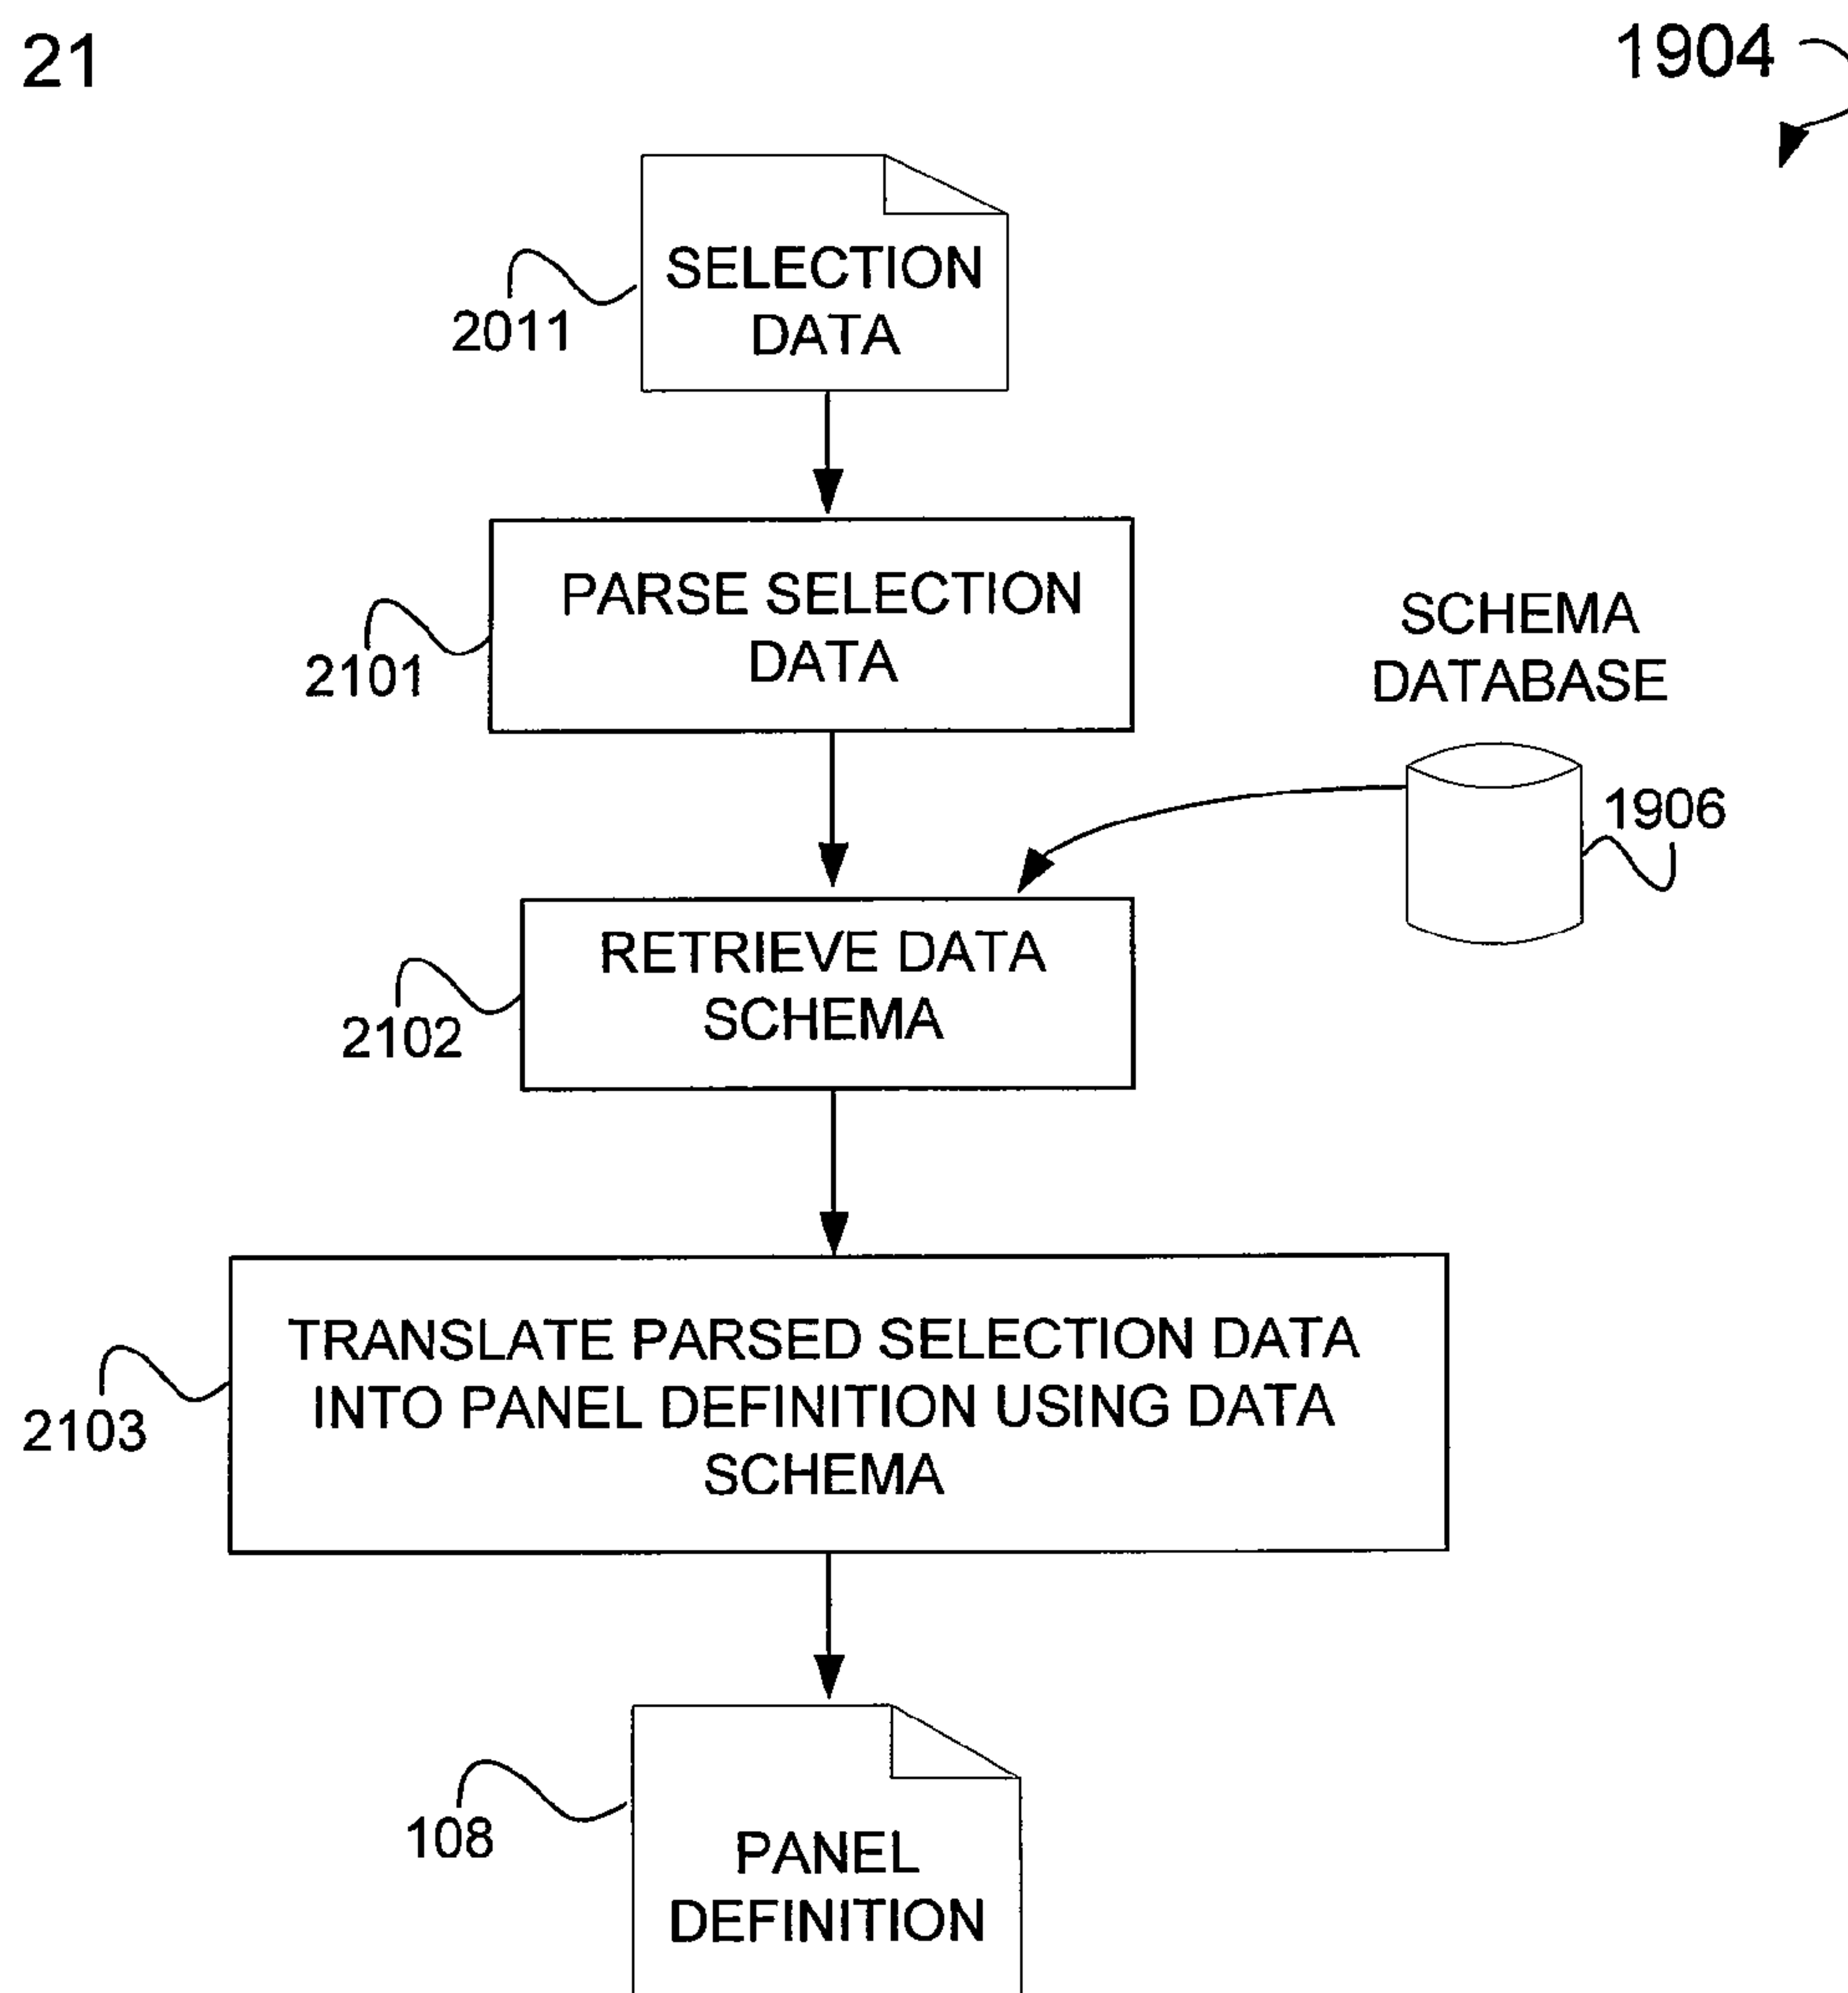 21
1904
SELECTION
DATA
2011
PARSE SELECTION
DATA
2101
SCHEMA
DATABASE
1906
RETRIEVE DATA
SCHEMA
2102
TRANSLATE PARSED SELECTION DATA
INTO PANEL DEFINITION USING DATA
SCHEMA
2103
108
PANEL
DEFINITION